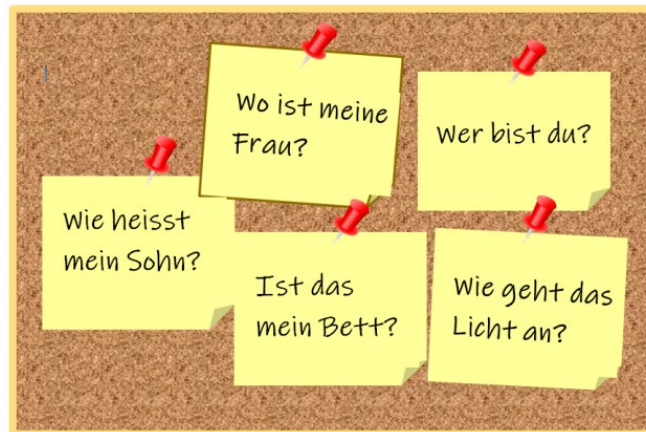 Wo ist meine
Frau?
Wer bist du?
Wie heisst
mein Sohn?
Ist das
mein Bett?
Wie geht das
Licht an?